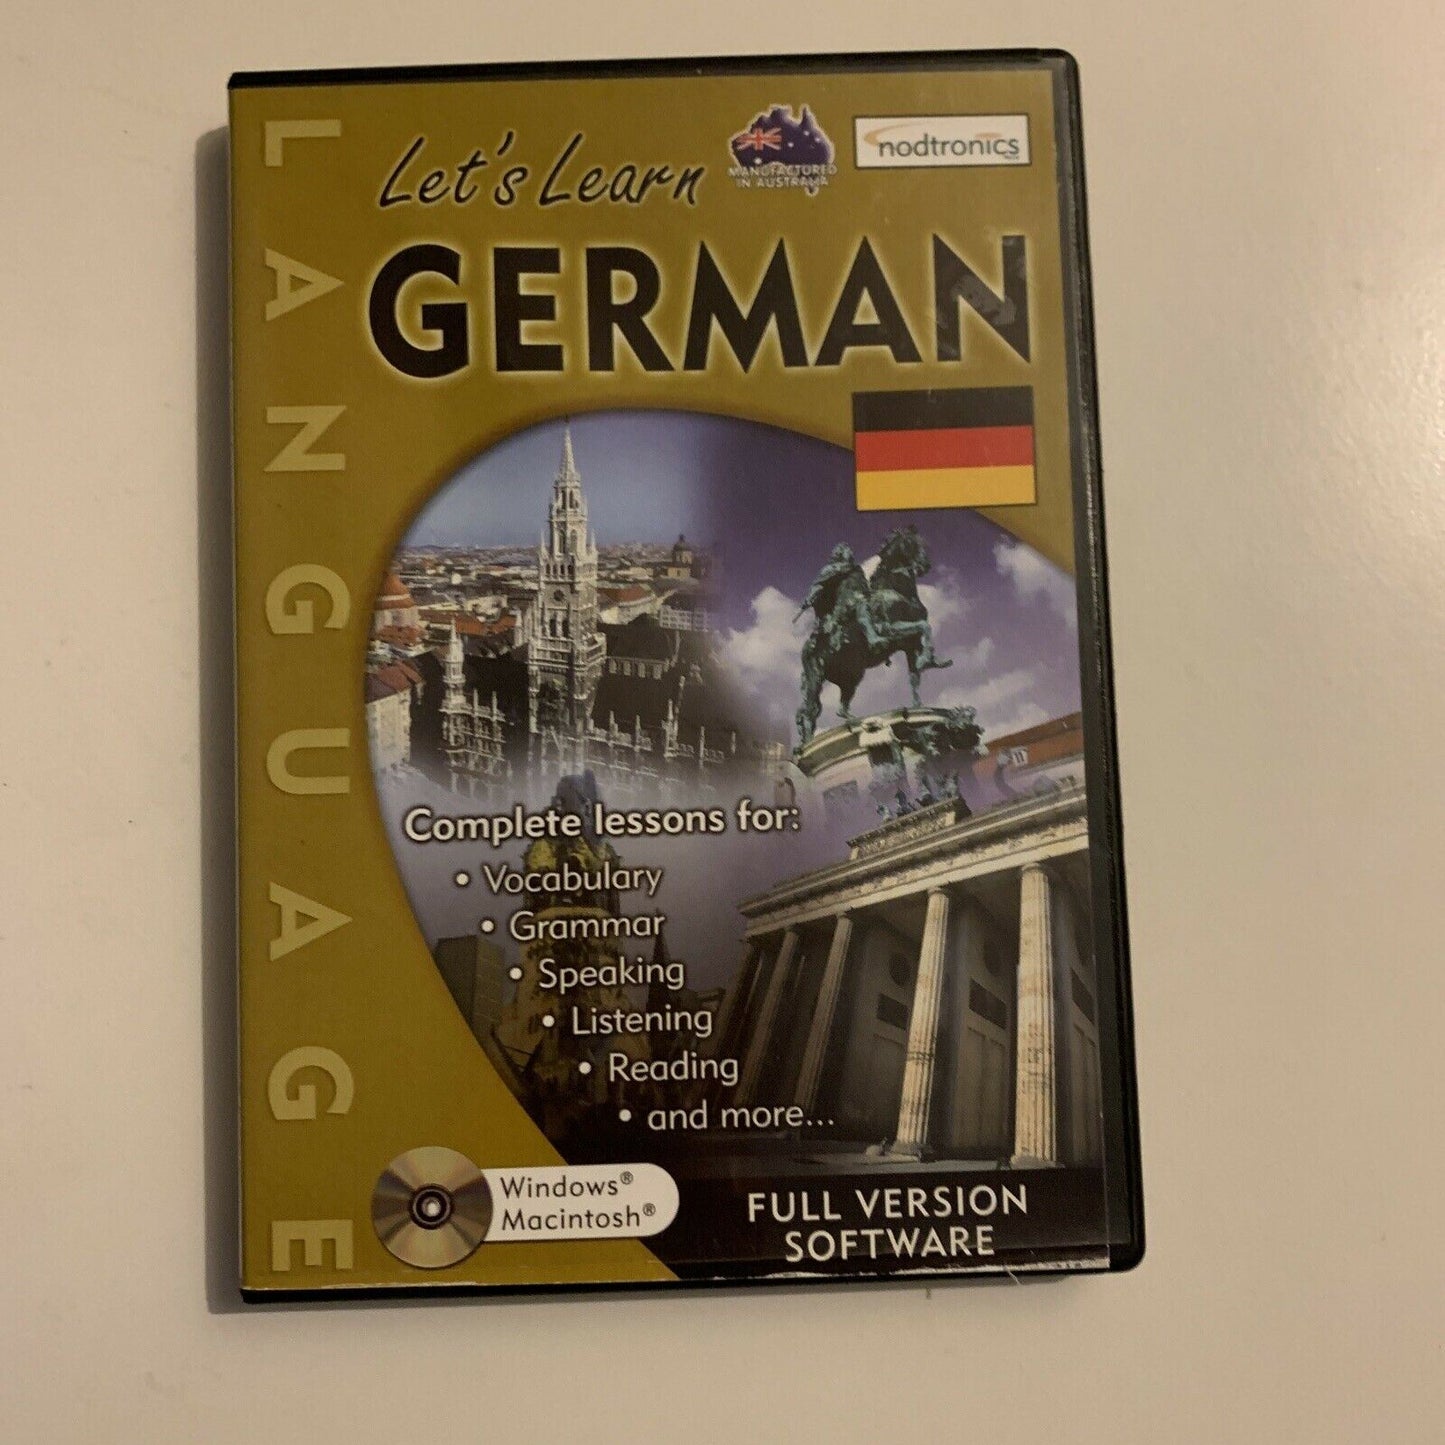 LANGUAGE
Let's Learn
MANUFACTURED
IN AUSTRALIA
nodtronics
GERMAN
Complete lessons for:
• Vocabulary
• Grammar
• Speaking
• Listening
• Reading
• and more...
Windows®
Macintosh®
FULL VERSION
SOFTWARE